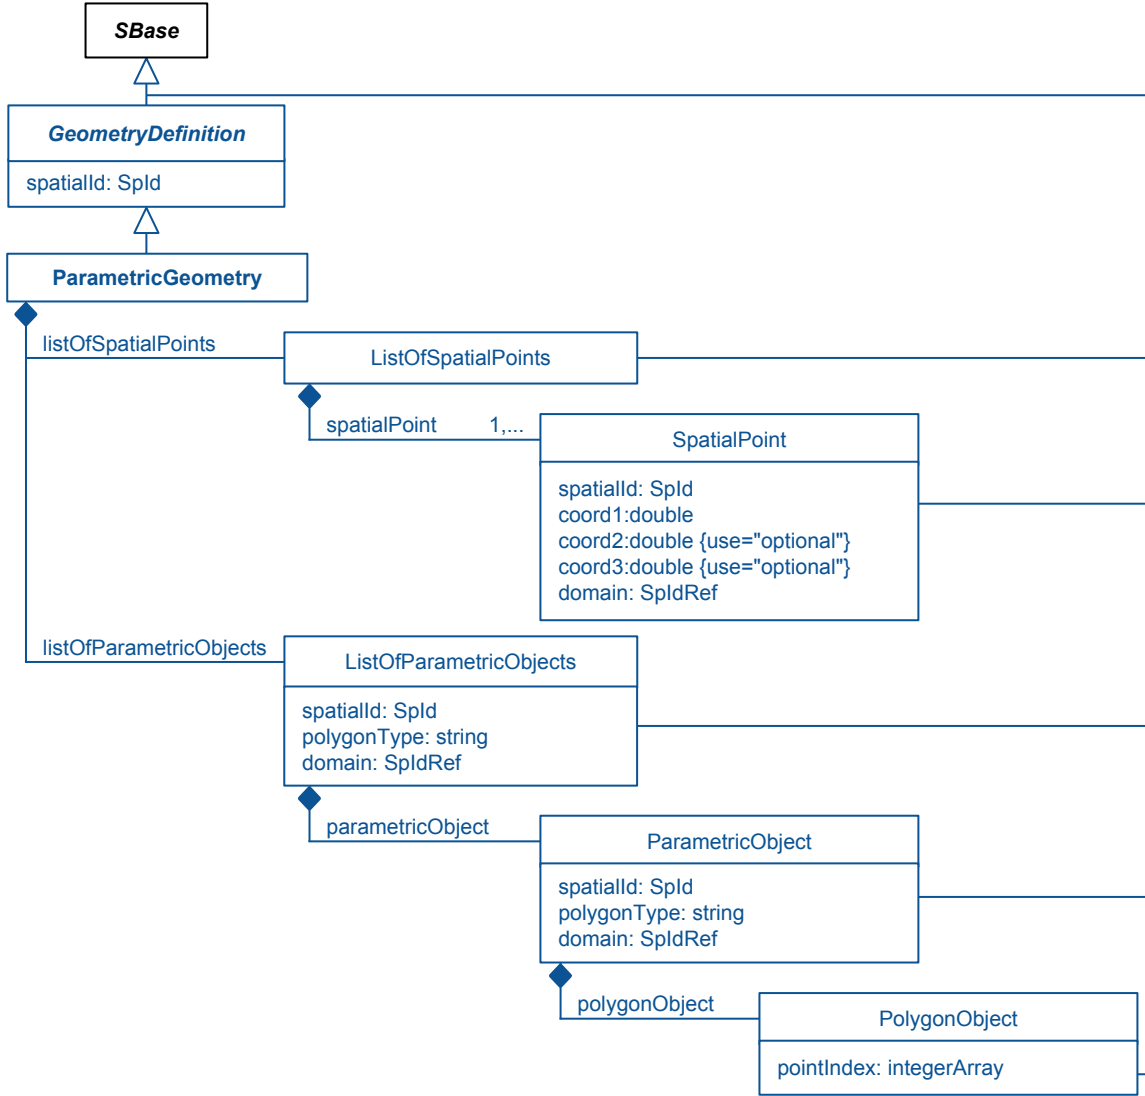 SBase
GeometryDefinition
spatialId: SpId
ParametricGeometry
listOfSpatialPoints
ListOfSpatialPoints
spatialPoint 1,...
SpatialPoint
spatialId: SpId
coord1:double
coord2:double {use="optional"}
coord3:double {use="optional"}
domain: SpIdRef
listOfParametricObjects
ListOfParametricObjects
spatialId: SpId
polygonType: string
domain: SpIdRef
parametricObject
ParametricObject
spatialId: SpId
polygonType: string
domain: SpIdRef
polygonObject
PolygonObject
pointIndex: integerArray